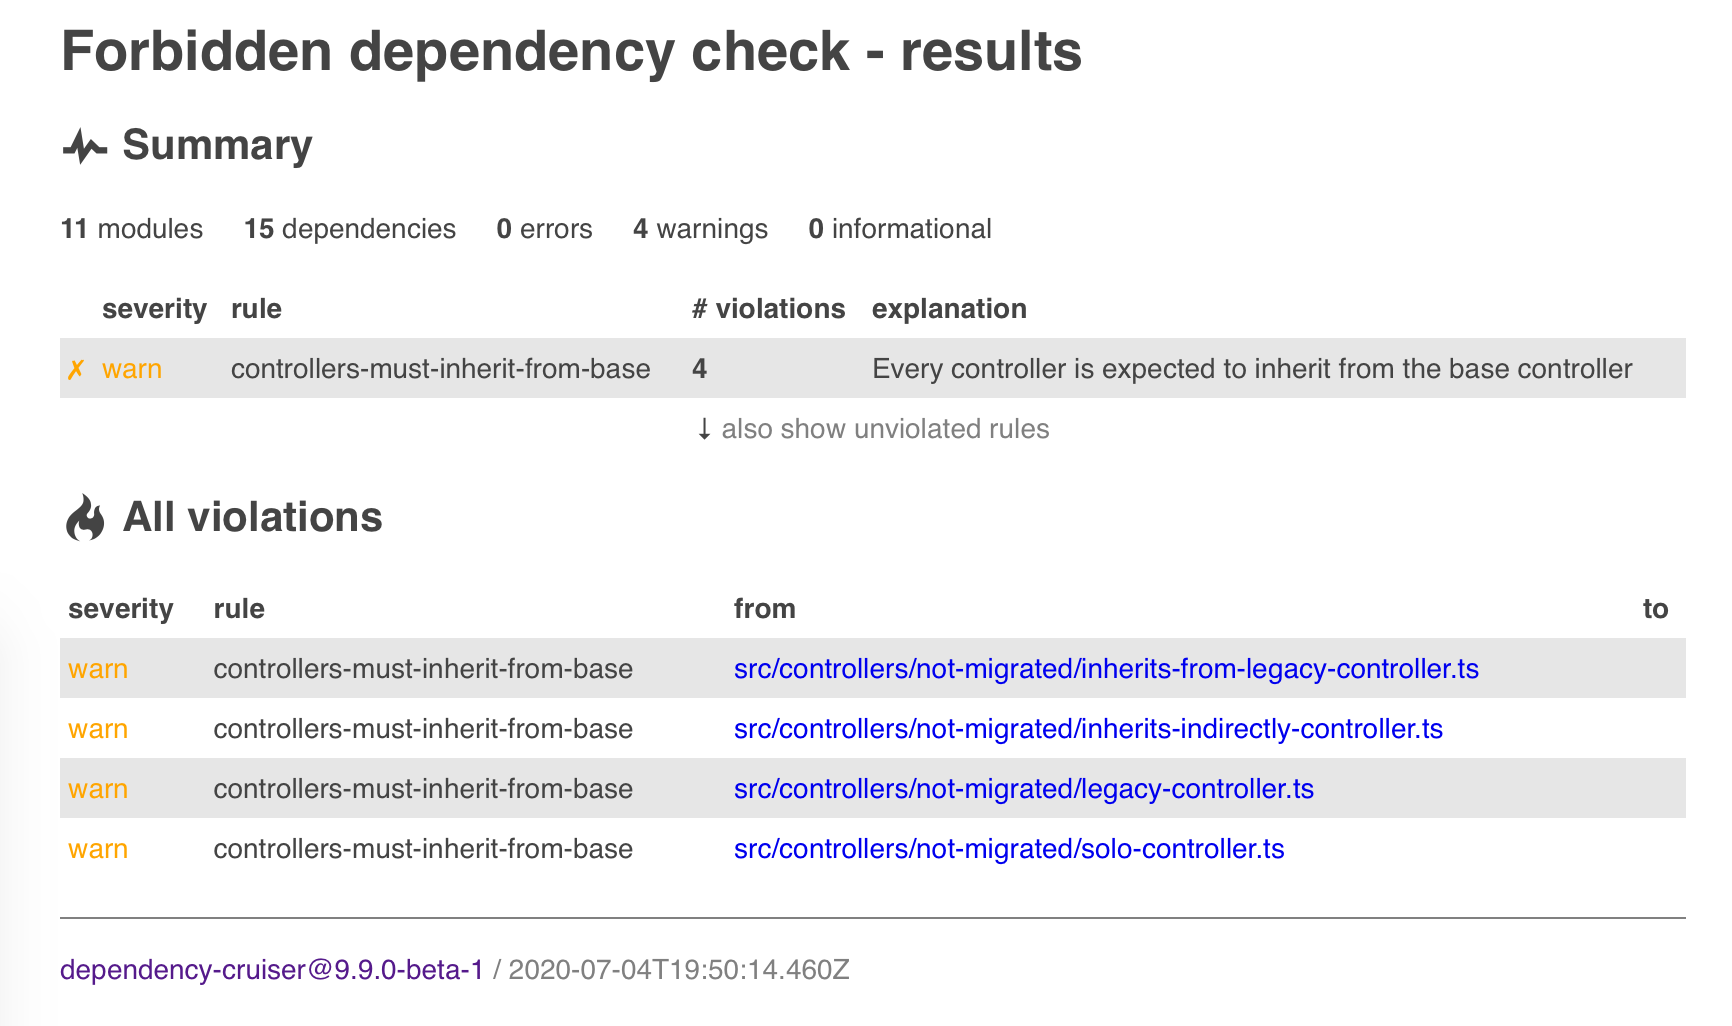 Forbidden dependency check - results
Summary
11 modules 15 dependencies 0 errors 4 warnings 0 informational
severity rule # violations explanation
✗ warn controllers-must-inherit-from-base 4 Every controller is expected to inherit from the base controller
↓ also show unviolated rules
All violations
severity rule from to
warn controllers-must-inherit-from-base src/controllers/not-migrated/inherits-from-legacy-controller.ts
warn controllers-must-inherit-from-base src/controllers/not-migrated/inherits-indirectly-controller.ts
warn controllers-must-inherit-from-base src/controllers/not-migrated/legacy-controller.ts
warn controllers-must-inherit-from-base src/controllers/not-migrated/solo-controller.ts
dependency-cruiser@9.9.0-beta-1 / 2020-07-04T19:50:14.460Z